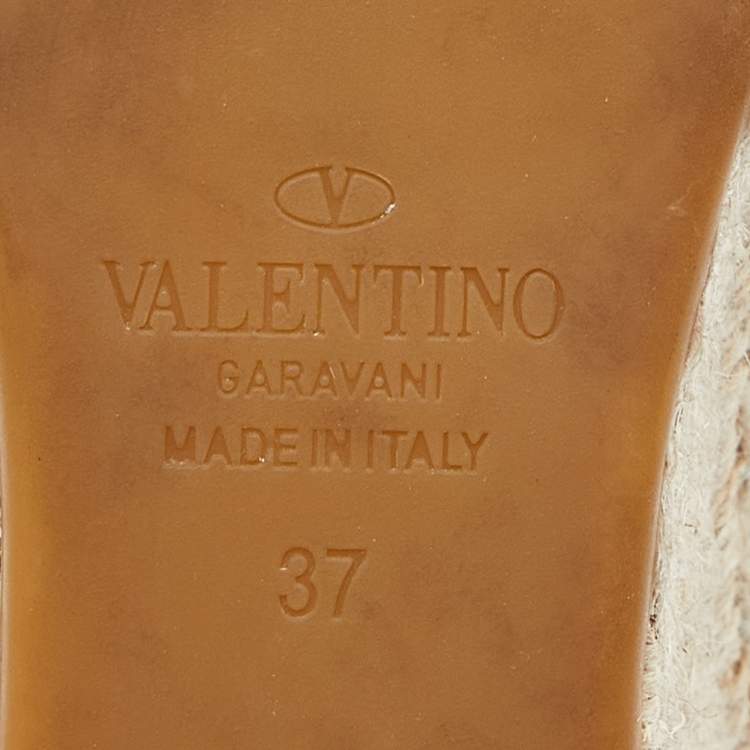 V
VALENTINO
GARAVANI
MADE IN ITALY
37